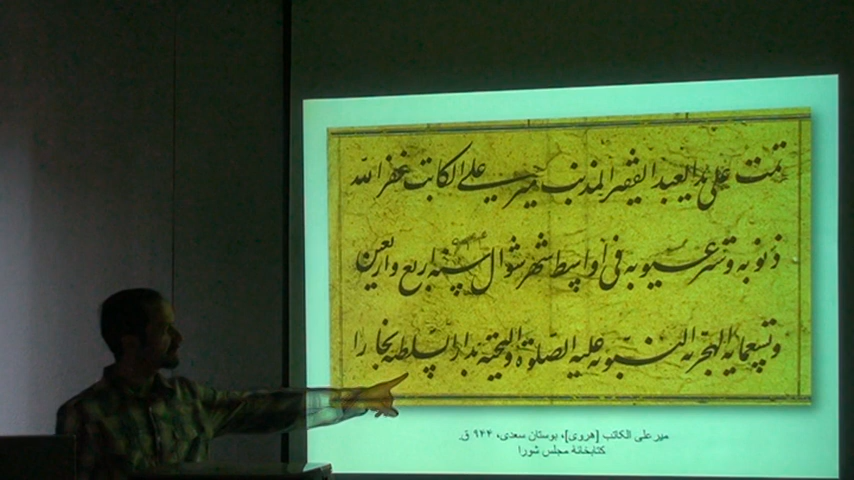 تمت علی ید العبد الفقیر المذنب میر علی الکاتب غفر الله
ذنوبه و ستر عیوبه فی اواسط شهر شوال سنه اربع واربعین
وتسعمایه الهجریه النبویه علیه الصلوة والتحیة بدار السلطنه بخارا
میر علی الکاتب [هروی]، بوستان سعدی، ۹۴۴ ق.
کتابخانهٔ مجلس شورا